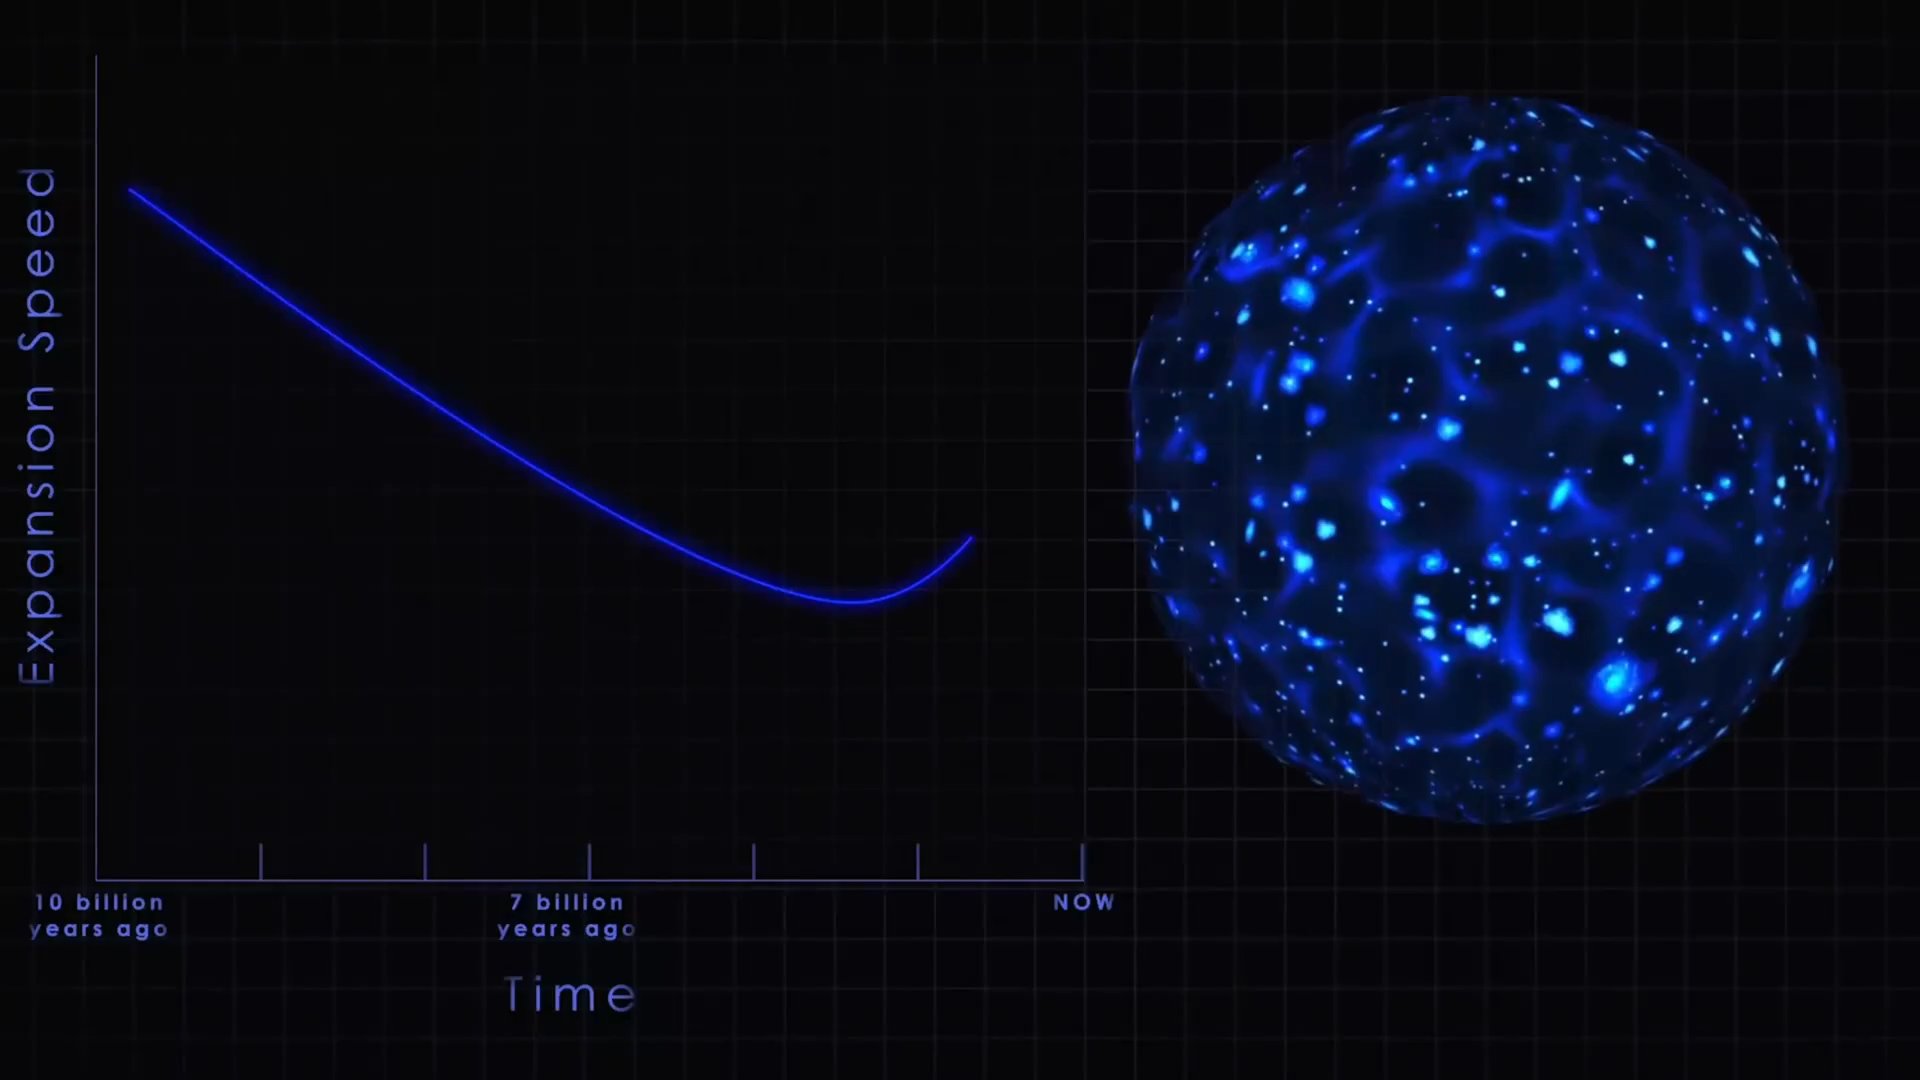 Expansion Speed
10 billion
years ago
7 billion
years ago
NOW
Time